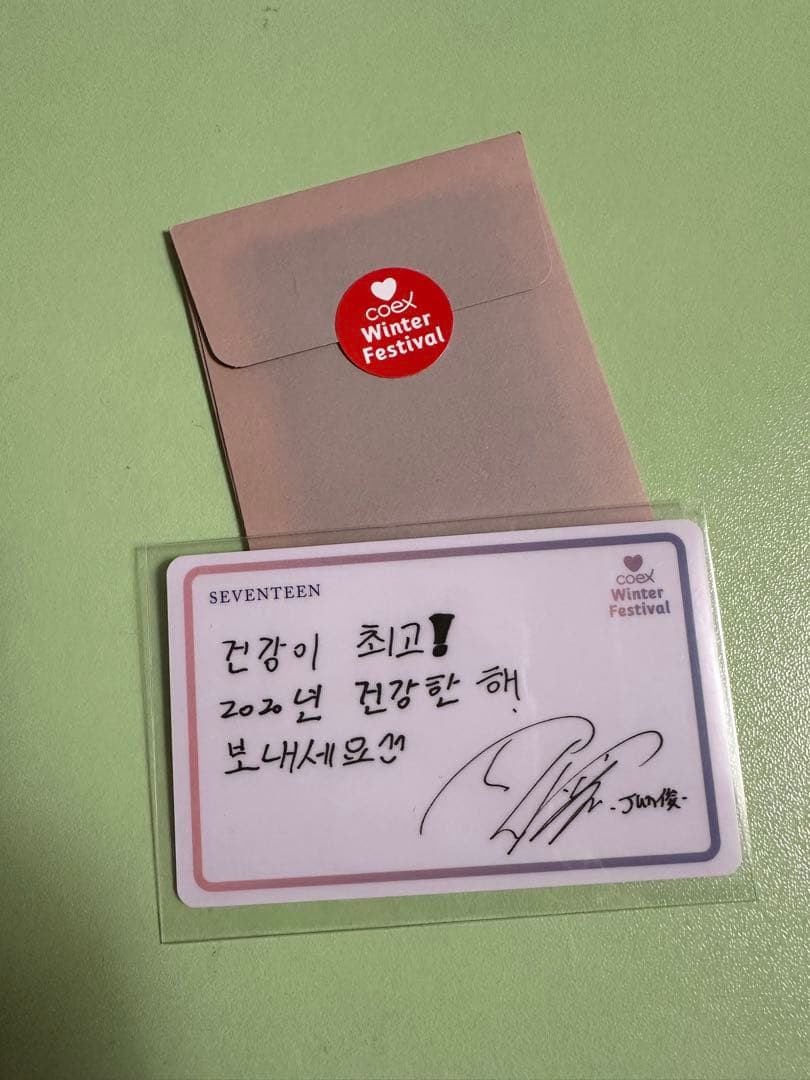 coex
Winter
Festival
SEVENTEEN
coex
Winter
Festival
건강이 최고!
2020년 건강한 해
보내세요
-Jun俊-